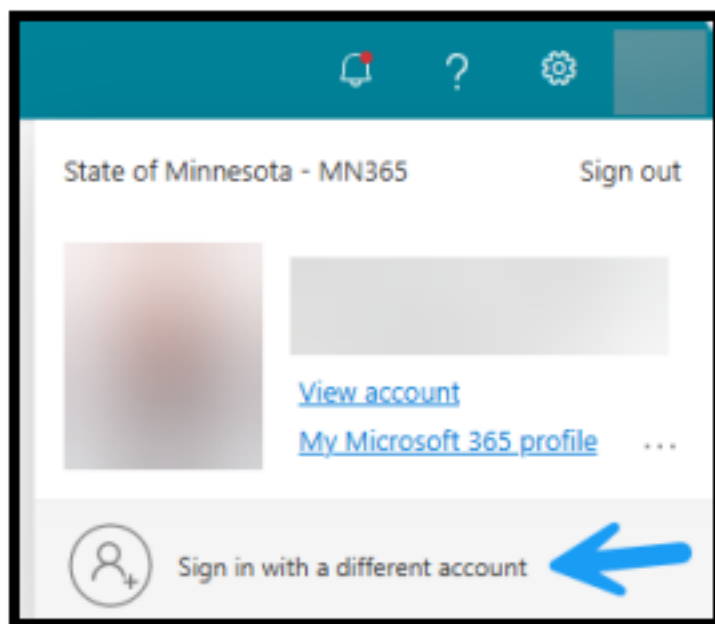 ?
State of Minnesota - MN365 Sign out
View account
My Microsoft 365 profile ...
Sign in with a different account